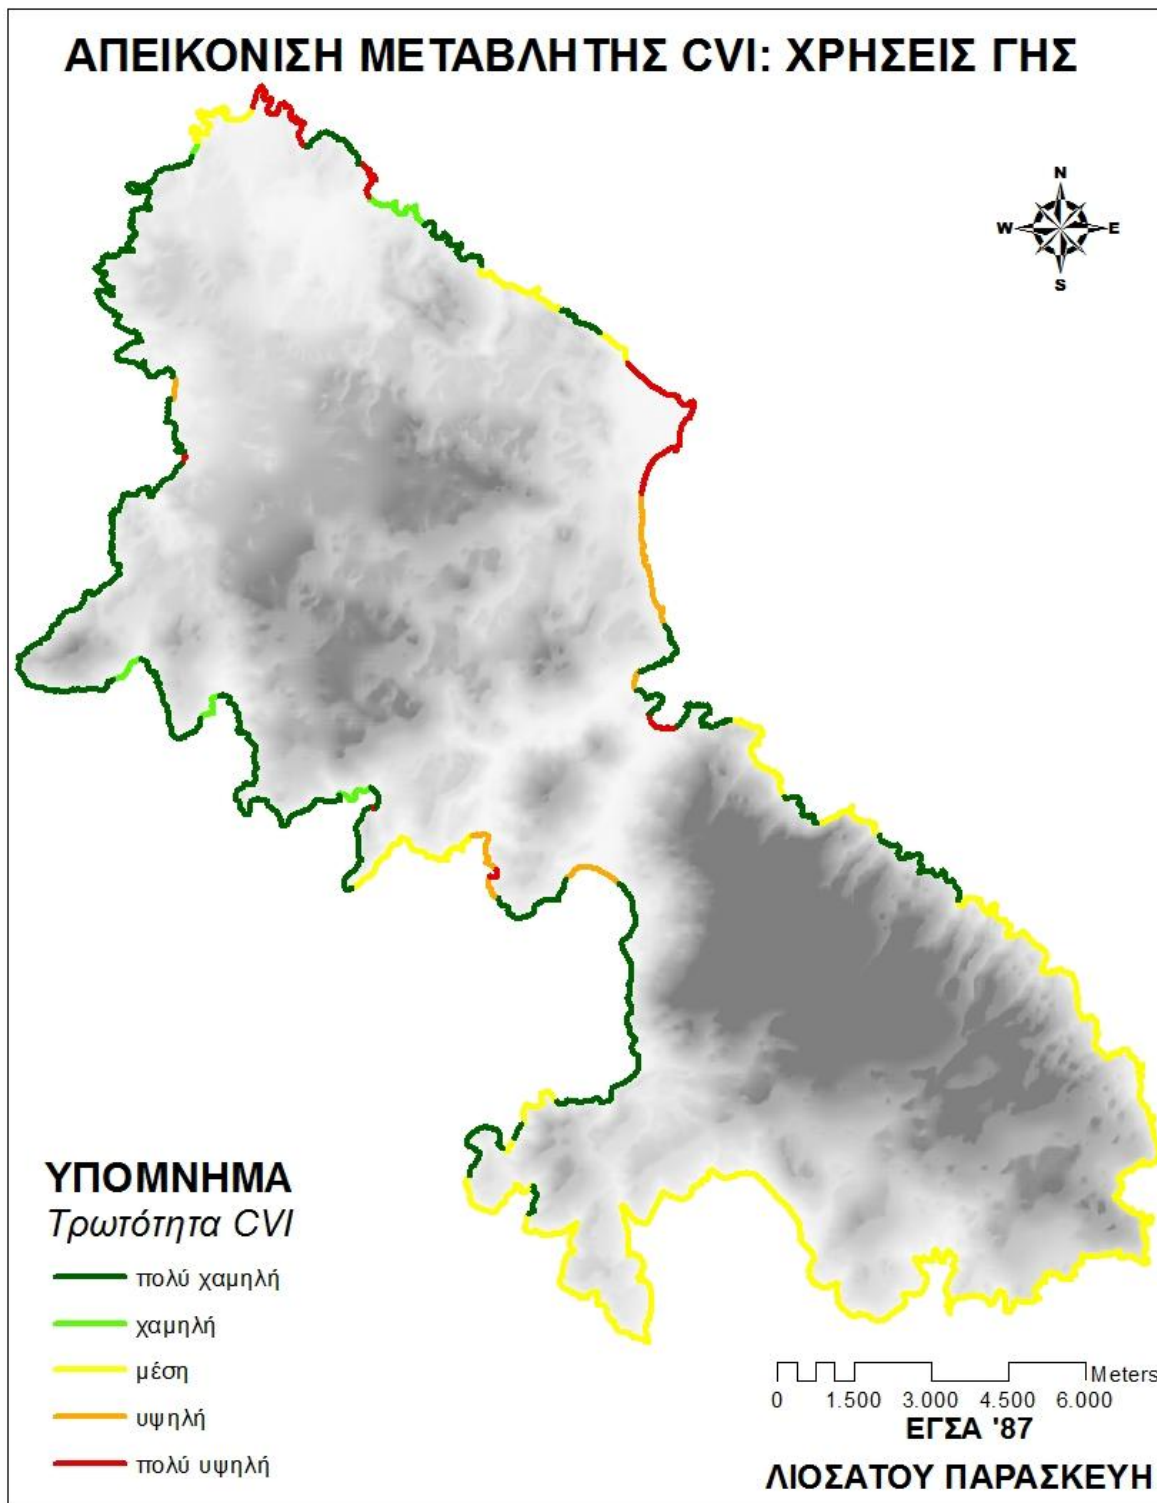 ΑΠΕΙΚΟΝΙΣΗ ΜΕΤΑΒΛΗΤΗΣ CVI: ΧΡΗΣΕΙΣ ΓΗΣ
N
W E
S
ΥΠΟΜΝΗΜΑ
Τρωτότητα CVI
πολύ χαμηλή
χαμηλή
μέση
υψηλή
πολύ υψηλή
Meters
0 1.500 3.000 4.500 6.000
ΕΓΣΑ '87
ΛΙΟΣΑΤΟΥ ΠΑΡΑΣΚΕΥΗ